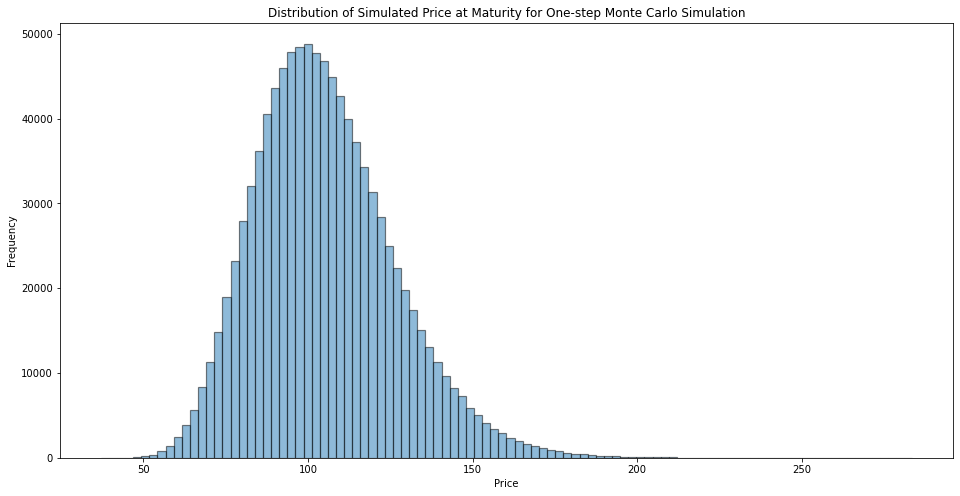 Distribution of Simulated Price at Maturity for One-step Monte Carlo Simulation
50000
40000
30000
20000
10000
0
Frequency
50 100 150 200 250
Price